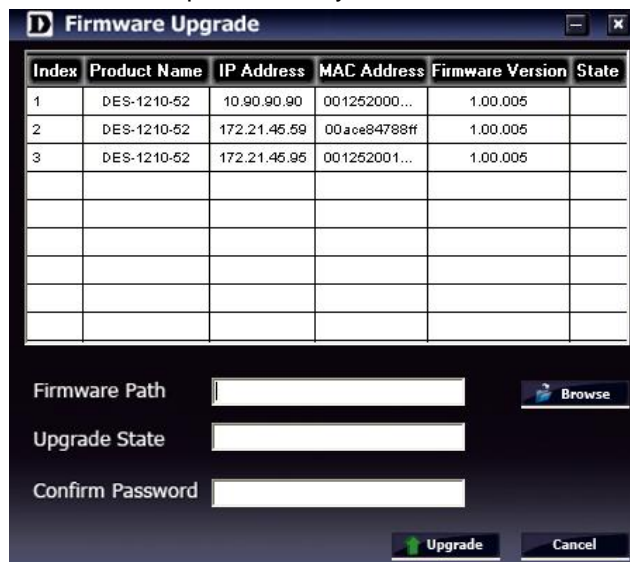 D Firmware Upgrade
Index Product Name IP Address MAC Address Firmware Version State
1 DES-1210-52 10.90.90.90 001252000... 1.00.005
2 DES-1210-52 172.21.45.59 00ace84788ff 1.00.005
3 DES-1210-52 172.21.45.95 001252001... 1.00.005
Firmware Path
Browse
Upgrade State
Confirm Password
Upgrade Cancel